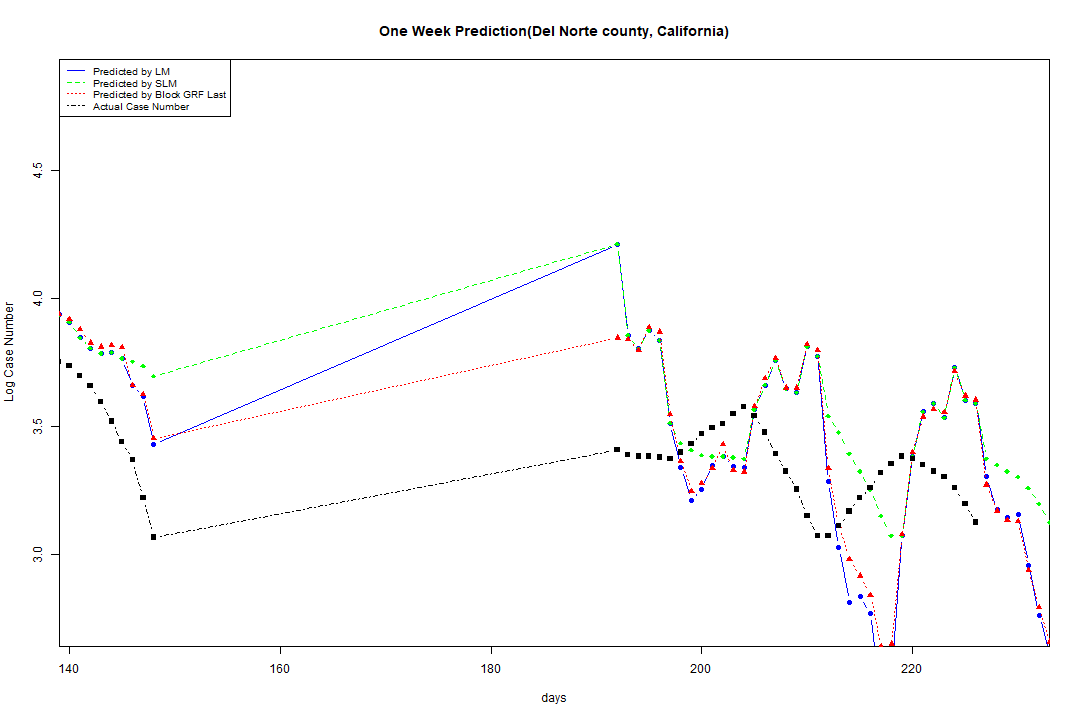 One Week Prediction(Del Norte county, California)
Predicted by LM
Predicted by SLM
Predicted by Block GRF Last
Actual Case Number
4.5
4.0
3.5
3.0
Log Case Number
140 160 180 200 220
days